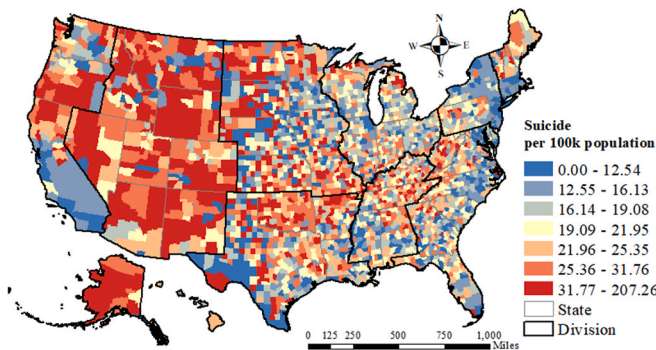 N
W E
S
Suicide
per 100k population
0.00 - 12.54
12.55 - 16.13
16.14 - 19.08
19.09 - 21.95
21.96 - 25.35
25.36 - 31.76
31.77 - 207.26
State
Division
0 125 250 500 750 1,000
Miles